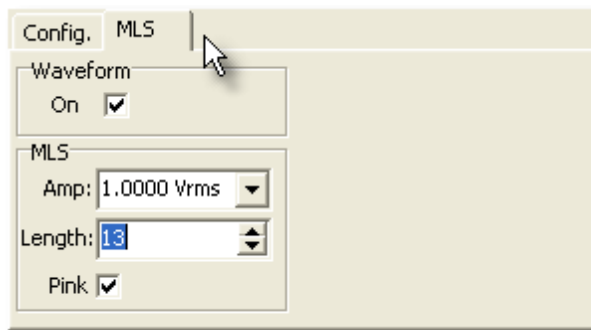 Config. MLS
Waveform
On
MLS
Amp: 1.0000 Vrms
Length: 13
Pink